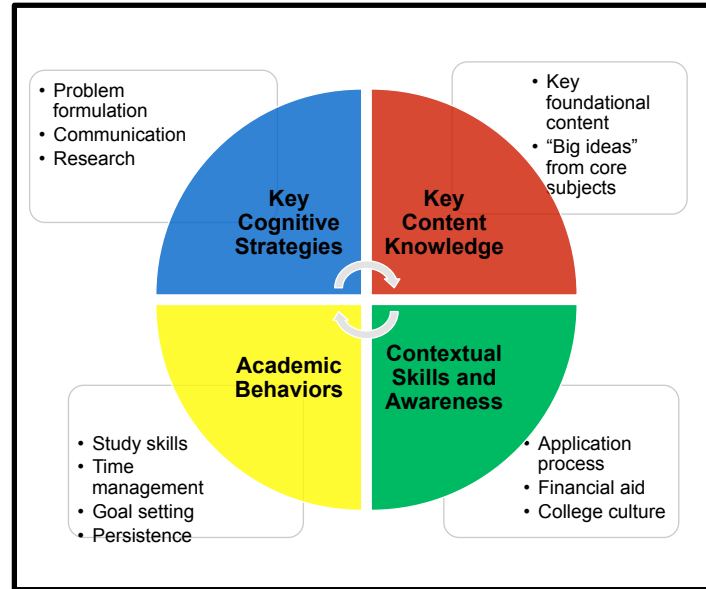 • Problem
formulation
• Communication
• Research
• Key
foundational
content
• “Big ideas”
from core
subjects
Key
Cognitive
Strategies
Key
Content
Knowledge
Academic
Behaviors
Contextual
Skills and
Awareness
• Study skills
• Time
management
• Goal setting
• Persistence
• Application
process
• Financial aid
• College culture